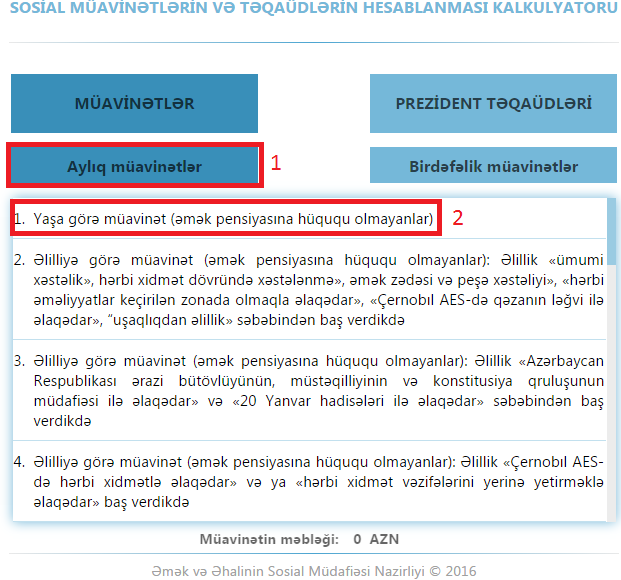 SOSİAL MÜAVİNƏTLƏRİN VƏ TƏQAÜDLƏRİN HESABLANMASI KALKULYATORU
MÜAVİNƏTLƏR
PREZİDENT TƏQAÜDLƏRİ
Aylıq müavinətlər
1
Birdəfəlik müavinətlər
1. Yaşa görə müavinət (əmək pensiyasına hüququ olmayanlar)
2
2. Əlilliyə görə müavinət (əmək pensiyasına hüququ olmayanlar): Əlillik «ümumi
xəstəlik», hərbi xidmət dövründə xəstələnmə», əmək zədəsi və peşə xəstəliyi», «hərbi
əməliyyatlar keçirilən zonada olmaqla əlaqədar», «Çernobıl AES-də qəzanın ləğvi ilə
əlaqədar», “uşaqlıqdan əlillik» səbəbindən baş verdikdə
3. Əlilliyə görə müavinət (əmək pensiyasına hüququ olmayanlar): Əlillik «Azərbaycan
Respublikası ərazi bütövlüyünün, müstəqilliyinin və konstitusiya qruluşunun
müdafiəsi ilə əlaqədar» və «20 Yanvar hadisələri ilə əlaqədar» səbəbindən baş
verdikdə
4. Əlilliyə görə müavinət (əmək pensiyasına hüququ olmayanlar): Əlillik «Çernobıl AES-
də hərbi xidmətlə əlaqədar» və ya «hərbi xidmət vəzifələrini yerinə yetirməklə
əlaqədar» baş verdikdə
Müavinətin məbləği: 0 AZN
Əmək və Əhalinin Sosial Müdafiəsi Nazirliyi © 2016